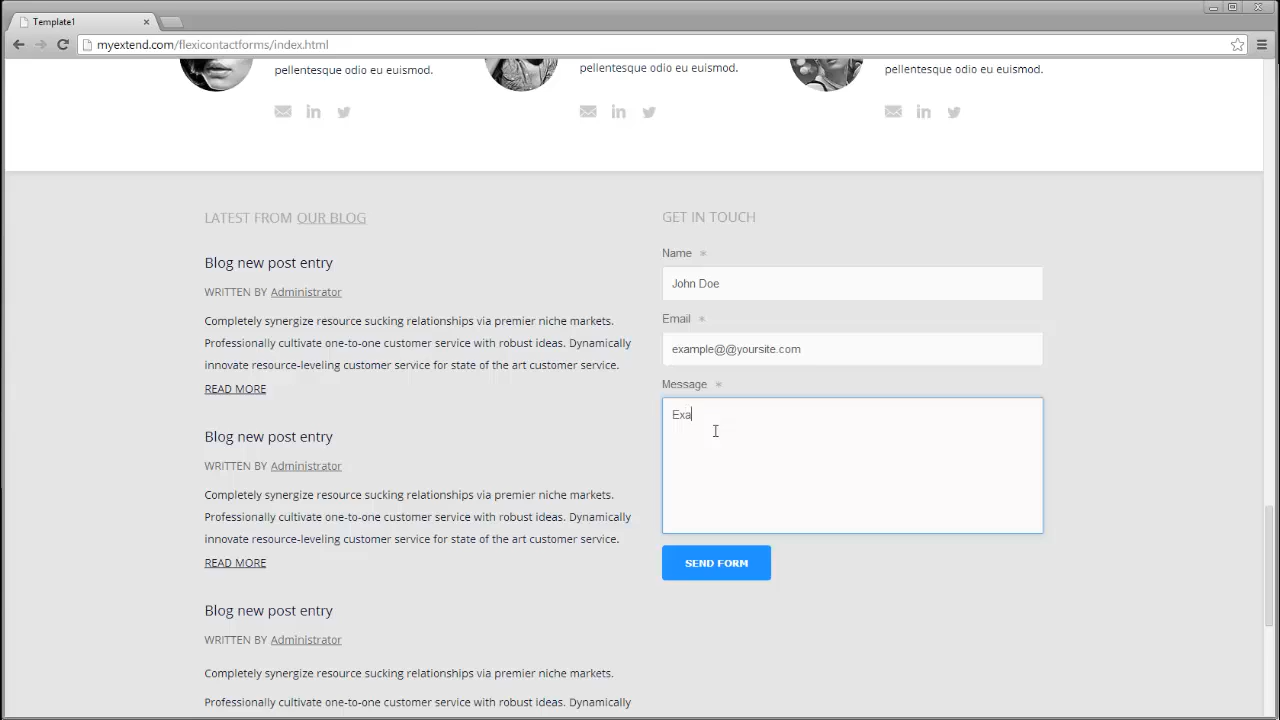 Template1
myextend.com/flexicontactforms/index.html
pellentesque odio eu euismod.
pellentesque odio eu euismod.
pellentesque odio eu euismod.
in
in
in
LATEST FROM OUR BLOG
Blog new post entry
WRITTEN BY Administrator
Completely synergize resource sucking relationships via premier niche markets.
Professionally cultivate one-to-one customer service with robust ideas. Dynamically
innovate resource-leveling customer service for state of the art customer service.
READ MORE
Blog new post entry
WRITTEN BY Administrator
Completely synergize resource sucking relationships via premier niche markets.
Professionally cultivate one-to-one customer service with robust ideas. Dynamically
innovate resource-leveling customer service for state of the art customer service.
READ MORE
Blog new post entry
WRITTEN BY Administrator
Completely synergize resource sucking relationships via premier niche markets.
Professionally cultivate one-to-one customer service with robust ideas. Dynamically
GET IN TOUCH
Name *
John Doe
Email *
example@@yoursite.com
Message *
Exa
SEND FORM